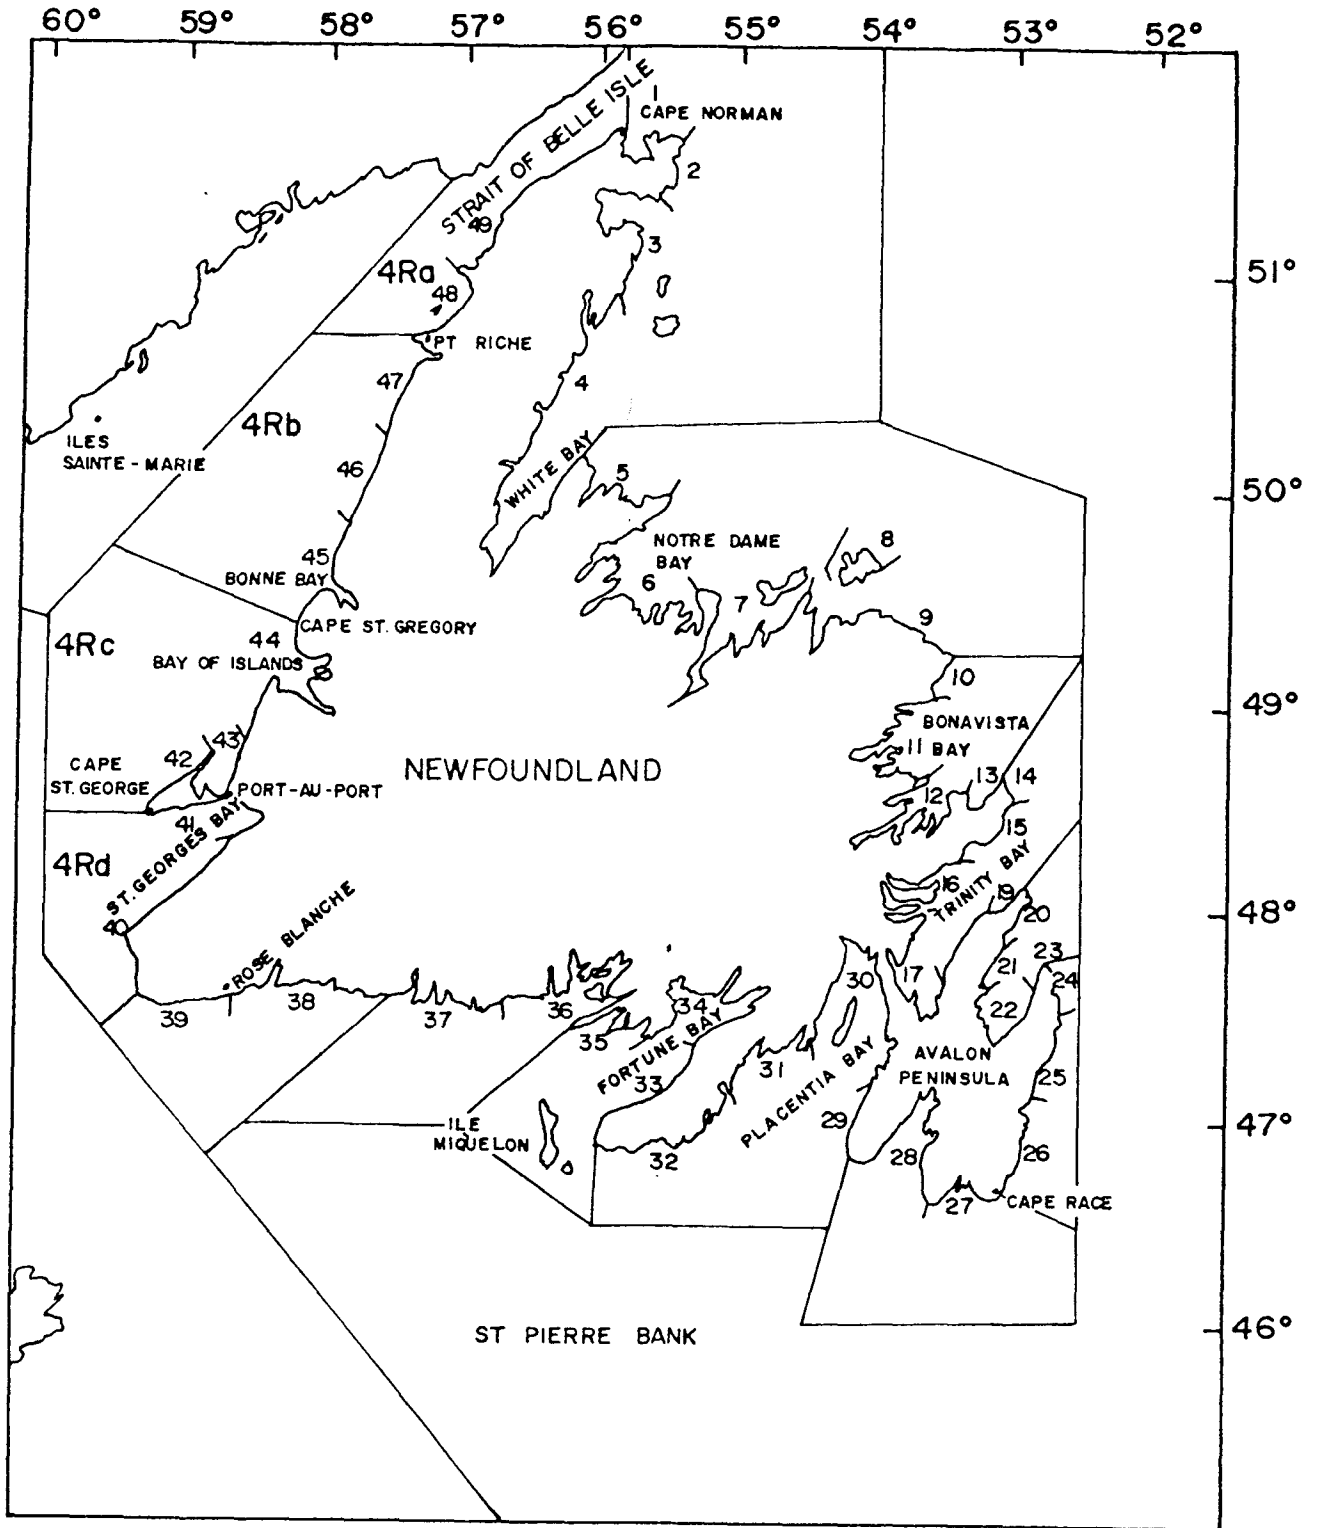 60° 59° 58° 57° 56° 55° 54° 53° 52°
STRAIT OF BELLE ISLE
1
CAPE NORMAN
2
49
3
4Ra
51°
48
PT RICHE
47
4
4Rb
ILES
SAINTE-MARIE
46
WHITE BAY
5
50°
NOTRE DAME
BAY
8
45
BONNE BAY
6
7
9
CAPE ST. GREGORY
4Rc
44
BAY OF ISLANDS
10
49°
BONAVISTA
11 BAY
43
42
CAPE
ST. GEORGE
NEWFOUNDLAND
13 14
PORT-AU-PORT
12
41
15
4Rd
ST. GEORGES BAY
16
TRINITY BAY
19
ROSE BLANCHE
48°
20
40
23
21
17
24
30
22
38
36
34
39
37
35
FORTUNE BAY
AVALON
PENINSULA
31
33
PLACENTIA BAY
25
29
47°
ILE
MIQUELON
32
28
26
27
CAPE RACE
ST PIERRE BANK
46°